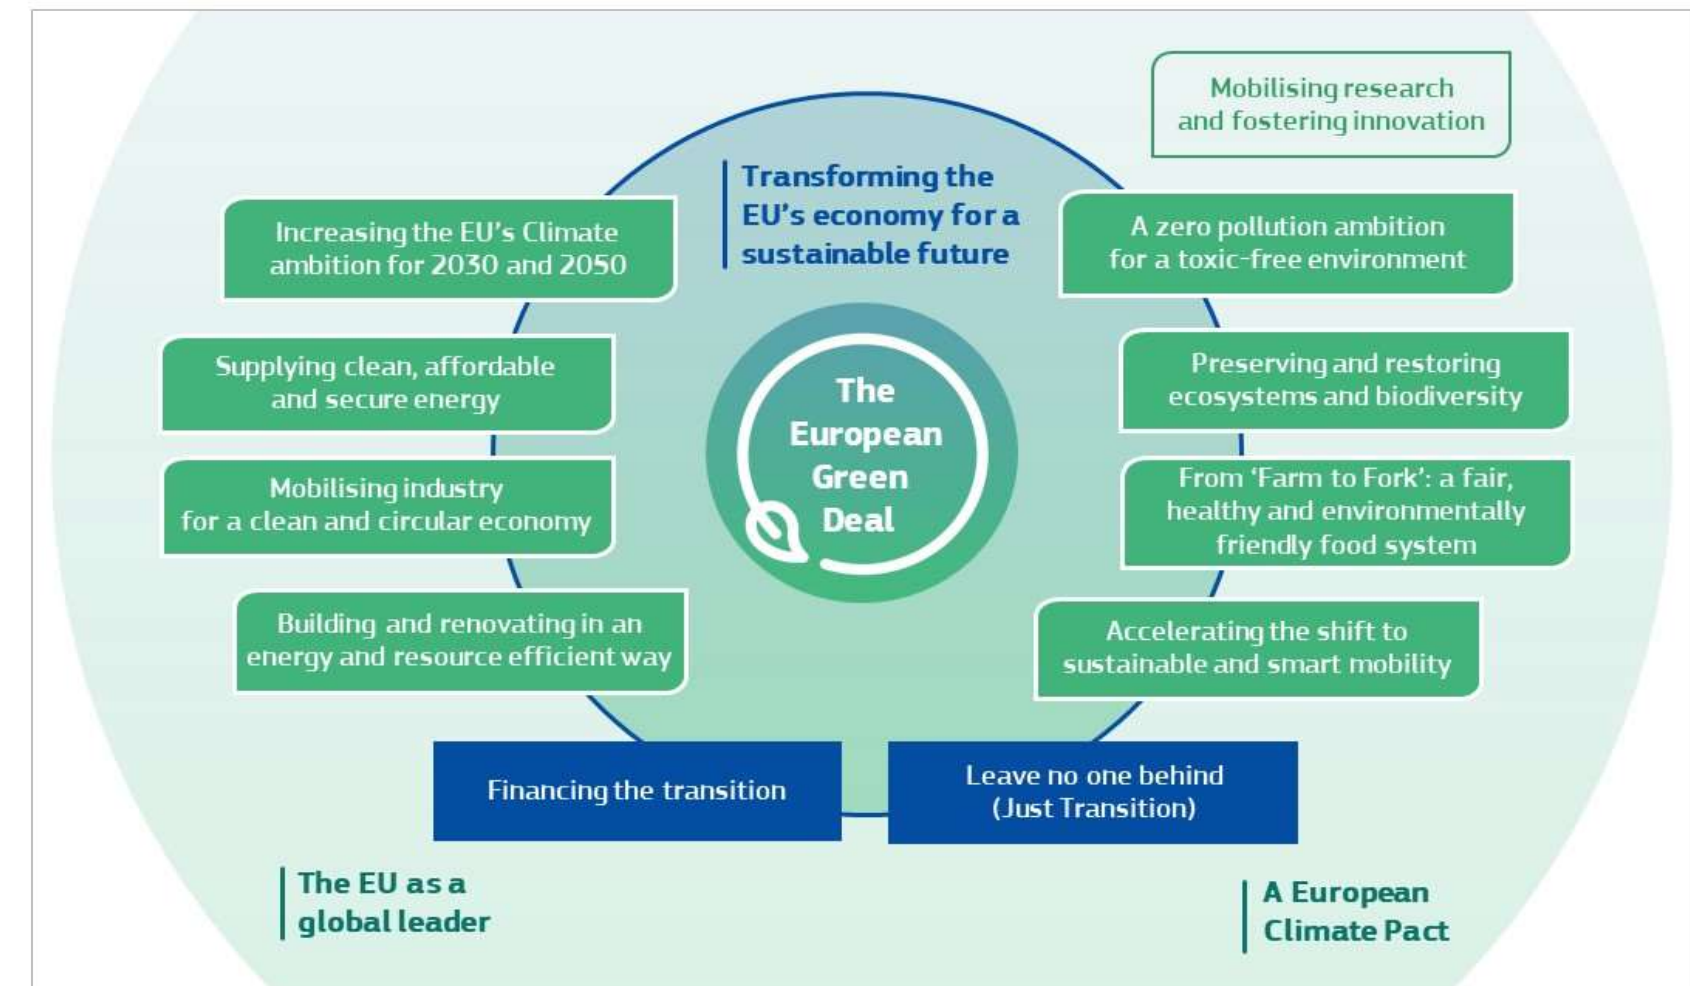 Mobilising research
and fostering innovation
Transforming the
EU's economy for a
sustainable future
Increasing the EU's Climate
ambition for 2030 and 2050
A zero pollution ambition
for a toxic-free environment
Supplying clean, affordable
and secure energy
Preserving and restoring
ecosystems and biodiversity
The
European
Green
Deal
Mobilising industry
for a clean and circular economy
From ‘Farm to Fork’: a fair,
healthy and environmentally
friendly food system
Building and renovating in an
energy and resource efficient way
Accelerating the shift to
sustainable and smart mobility
Financing the transition
Leave no one behind
(Just Transition)
The EU as a
global leader
A European
Climate Pact